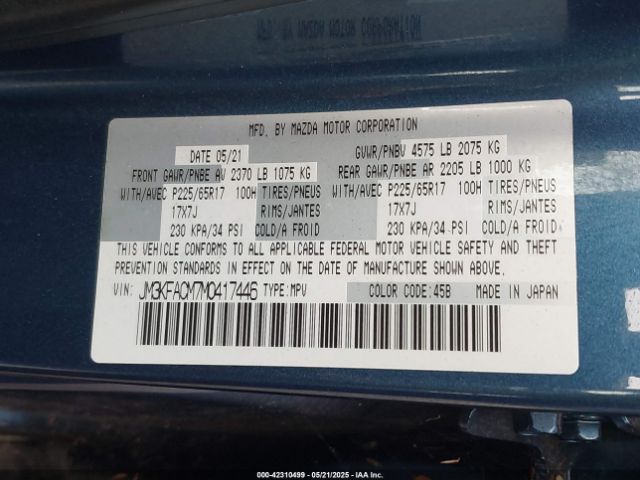 MFD. BY MAZDA MOTOR CORPORATION
DATE 05/21 GVWR/PNBV 4575 LB 2075 KG
FRONT GAWR/PNBE AV 2370 LB 1075 KG REAR GAWR/PNBE AR 2205 LB 1000 KG
WITH/AVEC P225/65R17 100H TIRES/PNEUS WITH/AVEC P225/65R17 100H TIRES/PNEUS
17X7J RIMS/JANTES 17X7J RIMS/JANTES
230 KPA/34 PSI COLD/A FROID 230 KPA/34 PSI COLD/A FROID
THIS VEHICLE CONFORMS TO ALL APPLICABLE FEDERAL MOTOR VEHICLE SAFETY AND THEFT
PREVENTION STANDARDS IN EFFECT ON THE DATE OF MANUFACTURE SHOWN ABOVE.
VIN: JM3KFACM7M0417446 TYPE: MPV COLOR CODE: 45B MADE IN JAPAN
000-42310499 - 05/21/2025 - IAAI.COM